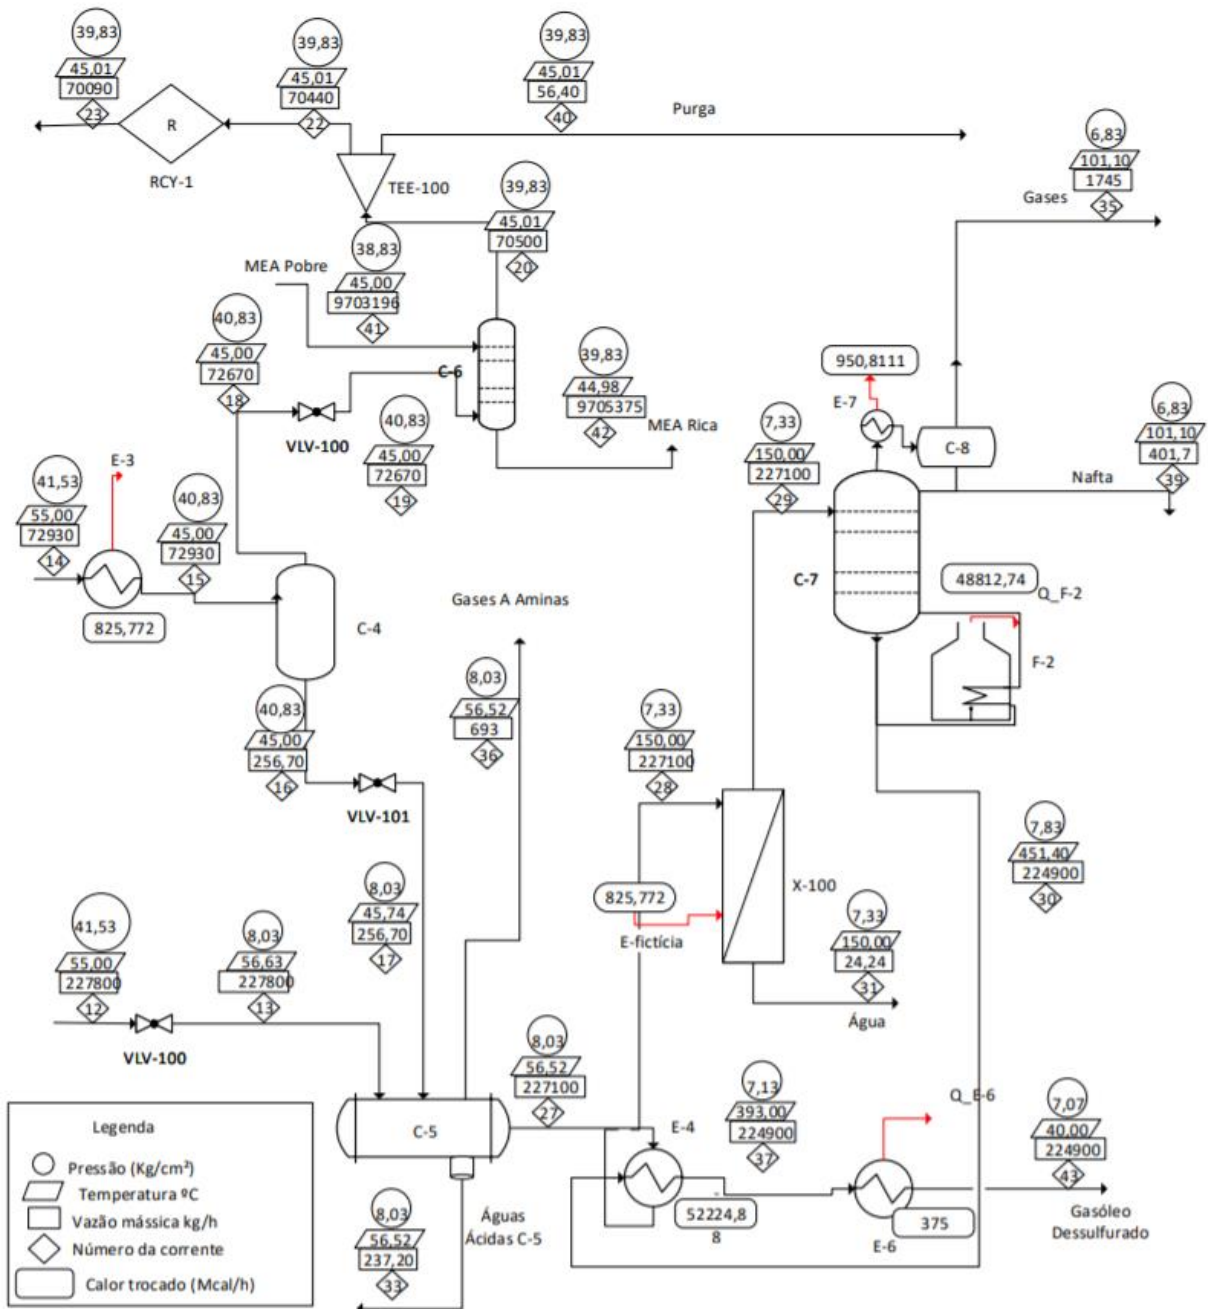 39,83
45,01
70090
23
39,83
45,01
70440
22
39,83
45,01
56,40
40
Purga
R
RCY-1
TEE-100
6,83
101,10
1745
35
Gases
39,83
45,01
70500
20
38,83
45,00
9703196
41
MEA Pobre
40,83
45,00
72670
18
C-6
VLV-100
40,83
45,00
72670
19
39,83
44,98
9705375
42
MEA Rica
950,8111
E-7
C-8
7,33
150,00
227100
29
6,83
101,10
401,7
39
Nafta
E-3
41,53
55,00
72930
14
40,83
45,00
72930
15
825,772
C-4
C-7
48812,74
Q_F-2
F-2
Gases A Aminas
8,03
56,52
693
36
40,83
45,00
256,70
16
VLV-101
7,33
150,00
227100
28
8,03
45,74
256,70
17
825,772
E-fictícia
X-100
7,33
150,00
24,24
31
Água
7,83
451,40
224900
30
41,53
55,00
227800
12
8,03
56,63
227800
13
VLV-100
8,03
56,52
227100
27
C-5
E-4
7,13
393,00
224900
37
52224,8
8
Q_E-6
7,07
40,00
224900
43
E-6
375
Gasóleo
Dessulfurado
8,03
56,52
237,20
33
Águas
Ácidas C-5
Legenda
Pressão (Kg/cm²)
Temperatura ºC
Vazão mássica kg/h
Número da corrente
Calor trocado (Mcal/h)